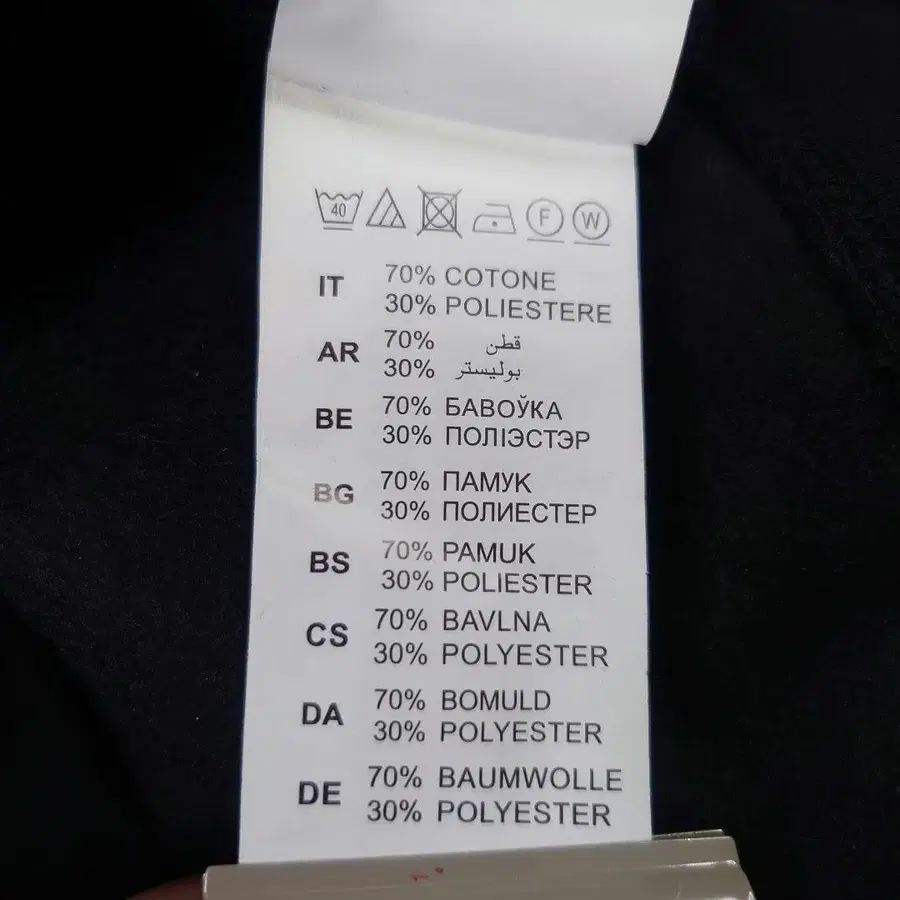 40 F W
IT 70% COTONE
30% POLIESTERE
AR 70% قطن
30% بوليستر
BE 70% БАВОЎКА
30% ПОЛІЭСТЭР
BG 70% ПАМУК
30% ПОЛИЕСТЕР
BS 70% PAMUK
30% POLIESTER
CS 70% BAVLNA
30% POLYESTER
DA 70% BOMULD
30% POLYESTER
DE 70% BAUMWOLLE
30% POLYESTER